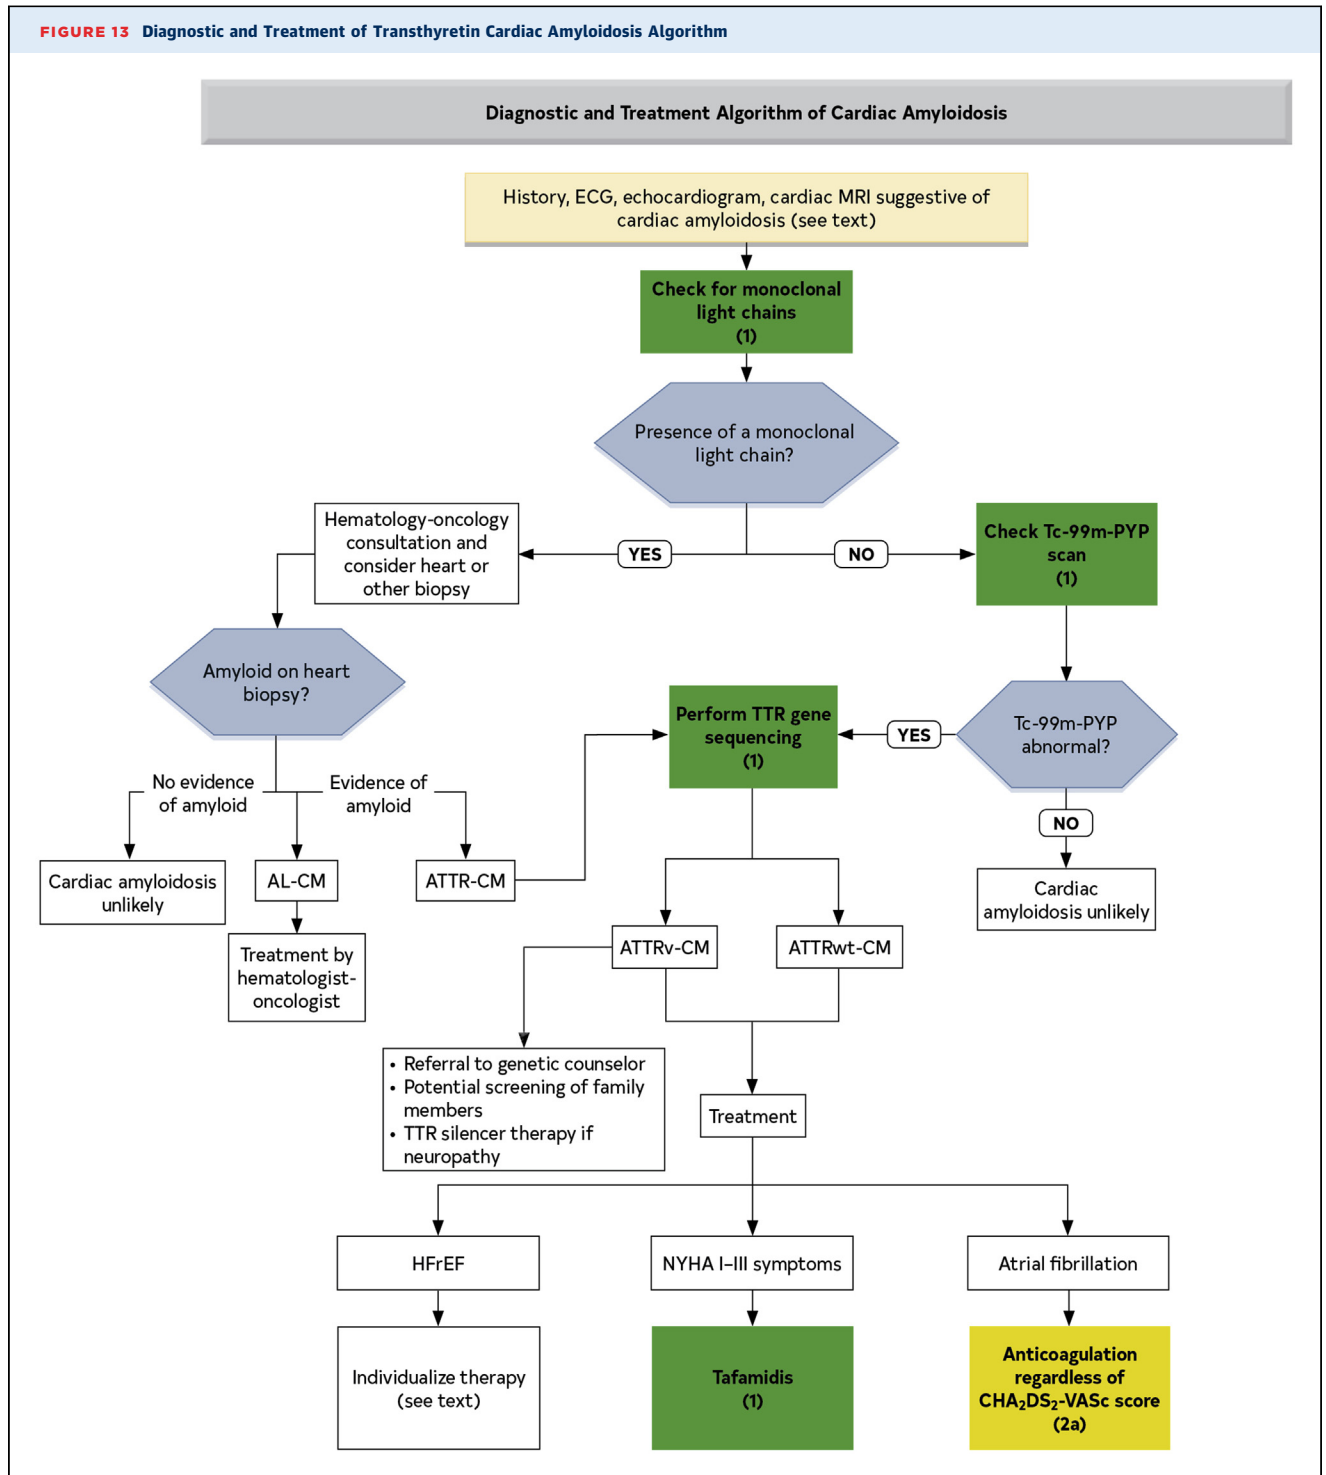 FIGURE 13 Diagnostic and Treatment of Transthyretin Cardiac Amyloidosis Algorithm
Diagnostic and Treatment Algorithm of Cardiac Amyloidosis
History, ECG, echocardiogram, cardiac MRI suggestive of
cardiac amyloidosis (see text)
Check for monoclonal
light chains
(1)
Presence of a monoclonal
light chain?
YES
NO
Hematology-oncology
consultation and
consider heart or
other biopsy
Check Tc-99m-PYP
scan
(1)
Amyloid on heart
biopsy?
Perform TTR gene
sequencing
(1)
YES
Tc-99m-PYP
abnormal?
No evidence
of amyloid
Evidence of
amyloid
NO
Cardiac amyloidosis
unlikely
AL-CM
ATTR-CM
Cardiac
amyloidosis unlikely
Treatment by
hematologist-
oncologist
ATTRv-CM
ATTRwt-CM
• Referral to genetic counselor
• Potential screening of family
members
• TTR silencer therapy if
neuropathy
Treatment
HFrEF
NYHA I–III symptoms
Atrial fibrillation
Individualize therapy
(see text)
Tafamidis
(1)
Anticoagulation
regardless of
CHA₂DS₂-VASc score
(2a)